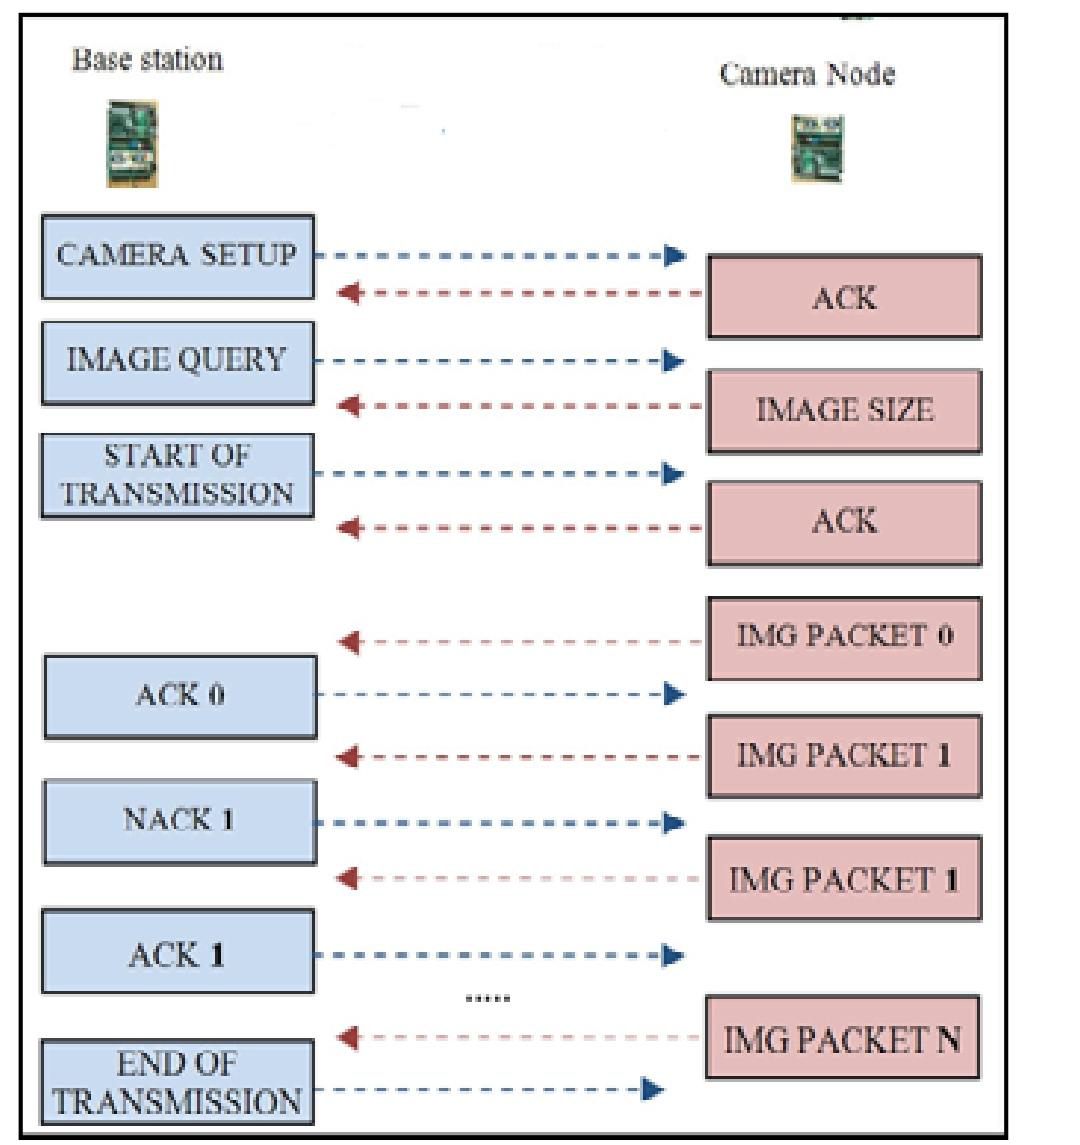 Base station
Camera Node
CAMERA SETUP
ACK
IMAGE QUERY
IMAGE SIZE
START OF
TRANSMISSION
ACK
IMG PACKET 0
ACK 0
IMG PACKET 1
NACK 1
IMG PACKET 1
ACK 1
.....
IMG PACKET N
END OF
TRANSMISSION